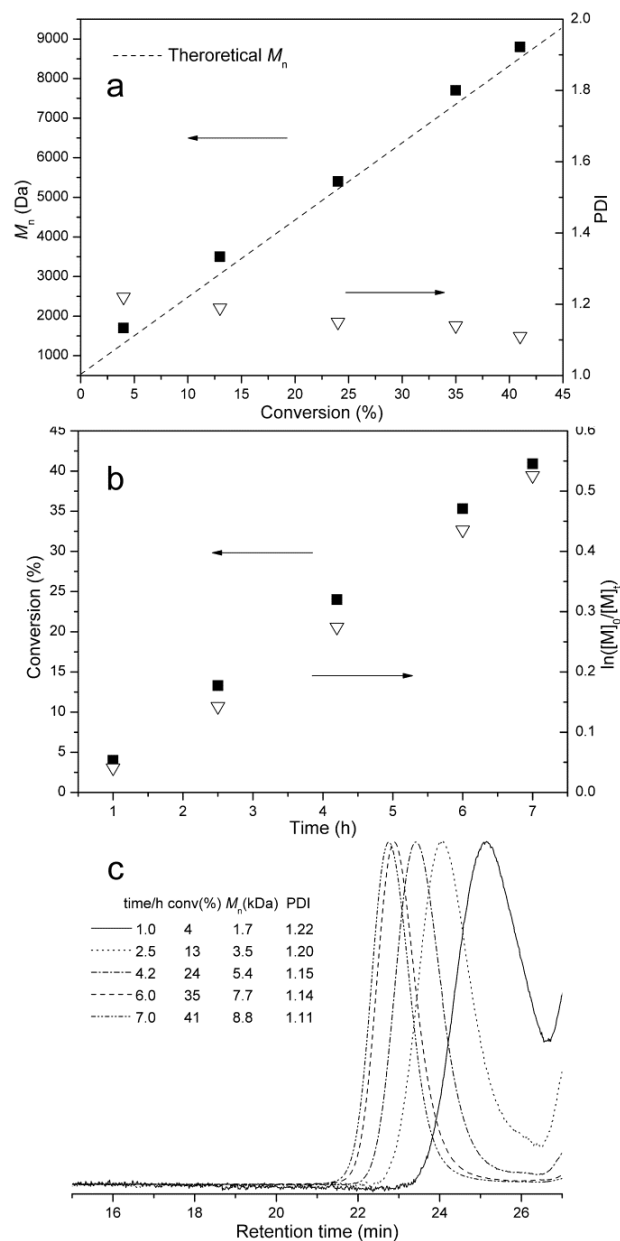 9000
8000
7000
6000
5000
4000
3000
2000
1000
Mn (Da)
Theroretical Mn
a
2.0
1.8
1.6
1.4
1.2
1.0
PDI
0 5 10 15 20 25 30 35 40 45
Conversion (%)
45
40
35
30
25
20
15
10
5
0
Conversion (%)
b
0.6
0.5
0.4
0.3
0.2
0.1
0.0
ln([M]0/[M]t)
1 2 3 4 5 6 7
Time (h)
c
time/h conv(%) Mn(kDa) PDI
1.0 4 1.7 1.22
2.5 13 3.5 1.20
4.2 24 5.4 1.15
6.0 35 7.7 1.14
7.0 41 8.8 1.11
16 18 20 22 24 26
Retention time (min)